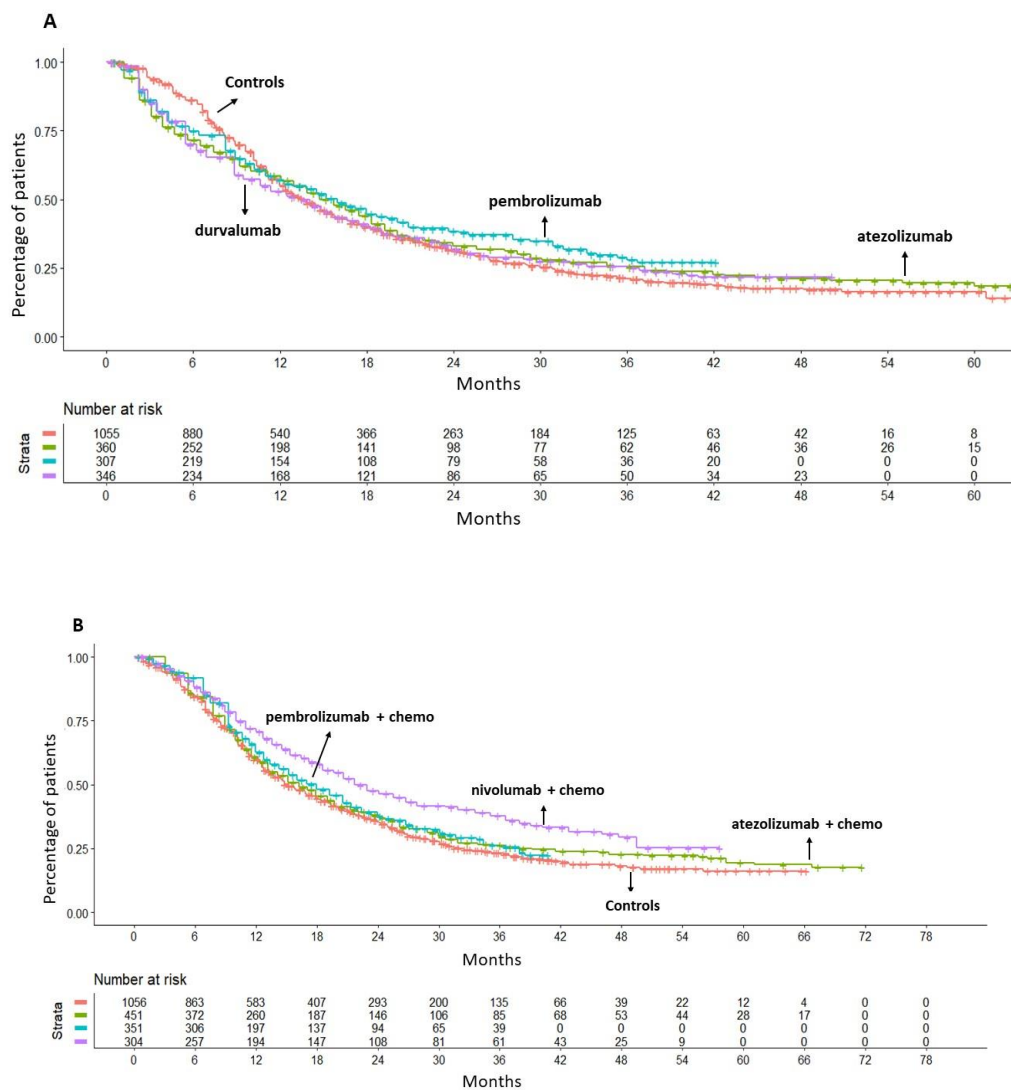 A
1.00
0.75
0.50
0.25
0.00
Percentage of patients
Controls
durvalumab
pembrolizumab
atezolizumab
0 6 12 18 24 30 36 42 48 54 60
Months
Number at risk
Strata
1055 880 540 366 263 184 125 63 42 16 8
360 252 198 141 98 77 62 46 36 26 15
307 219 154 108 79 58 36 20 0 0 0
346 234 168 121 86 65 50 34 23 0 0
0 6 12 18 24 30 36 42 48 54 60
Months
B
1.00
0.75
0.50
0.25
0.00
Percentage of patients
pembrolizumab + chemo
nivolumab + chemo
atezolizumab + chemo
Controls
0 6 12 18 24 30 36 42 48 54 60 66 72 78
Months
Number at risk
Strata
1056 863 583 407 293 200 135 66 39 22 12 4 0 0
451 372 260 187 146 106 85 68 53 44 28 17 0 0
351 306 197 137 94 65 39 0 0 0 0 0 0 0
304 257 194 147 108 81 61 43 25 9 0 0 0 0
0 6 12 18 24 30 36 42 48 54 60 66 72 78
Months